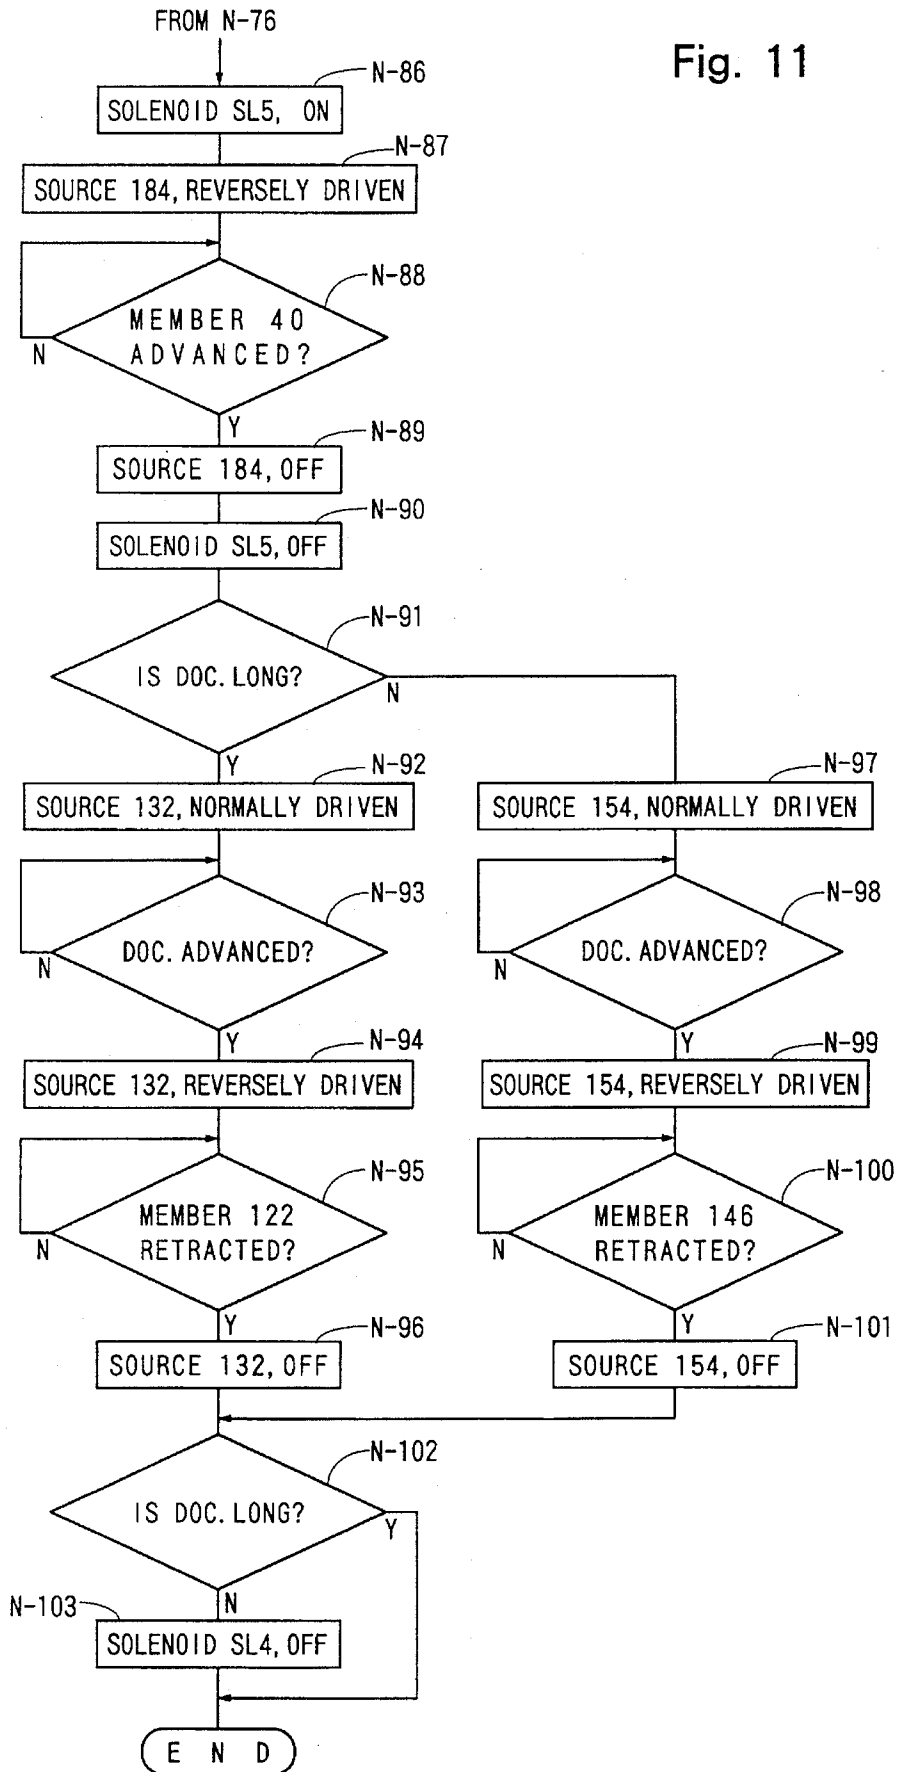 FROM N-76
Fig. 11
N-86
SOLENOID SL5, ON
N-87
SOURCE 184, REVERSELY DRIVEN
N-88
MEMBER 40
ADVANCED?
N
Y
N-89
SOURCE 184, OFF
N-90
SOLENOID SL5, OFF
N-91
IS DOC. LONG?
N
Y
N-92
SOURCE 132, NORMALLY DRIVEN
N-97
SOURCE 154, NORMALLY DRIVEN
N-93
DOC. ADVANCED?
N
Y
N-98
DOC. ADVANCED?
N
Y
N-94
SOURCE 132, REVERSELY DRIVEN
N-99
SOURCE 154, REVERSELY DRIVEN
N-95
MEMBER 122
RETRACTED?
N
Y
N-100
MEMBER 146
RETRACTED?
N
Y
N-96
SOURCE 132, OFF
N-101
SOURCE 154, OFF
N-102
IS DOC. LONG?
Y
N
N-103
SOLENOID SL4, OFF
END